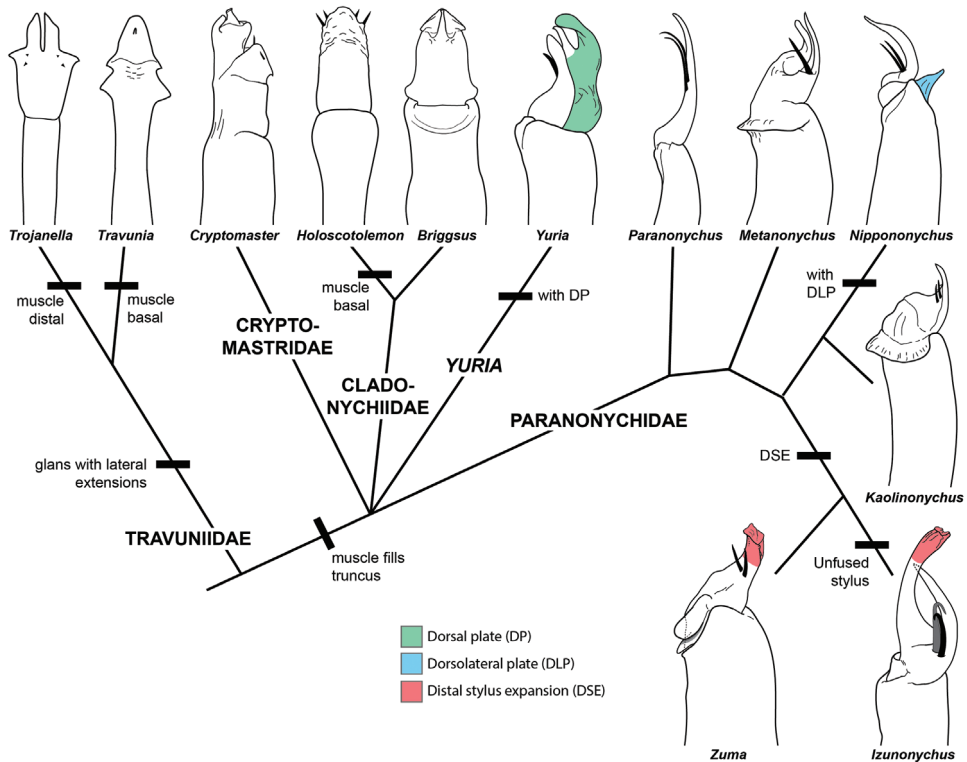 Trojanella
Travunia
Cryptomaster
Holoscotolemon
Briggsus
Yuria
Paranonychus
Metanonychus
Nippononychus
muscle
distal
muscle
basal
muscle
basal
with DP
with
DLP
CRYPTO-
MASTRIDAE
CLADO-
NYCHIIDAE
YURIA
PARANONYCHIDAE
glans with lateral
extensions
DSE
Kaolinonychus
TRAVUNIIDAE
muscle fills
truncus
Unfused
stylus
Dorsal plate (DP)
Dorsolateral plate (DLP)
Distal stylus expansion (DSE)
Zuma
Izunonychus